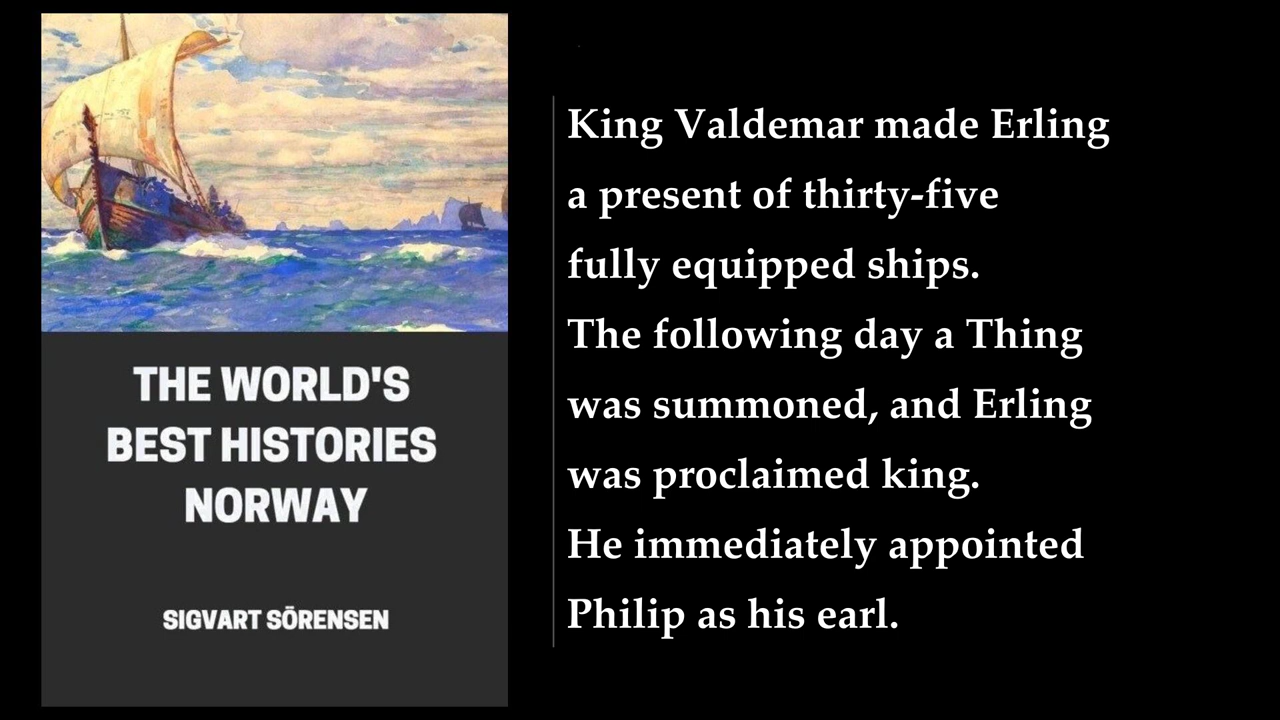 THE WORLD'S
BEST HISTORIES
NORWAY
SIGVART SÖRENSEN
King Valdemar made Erling
a present of thirty-five
fully equipped ships.
The following day a Thing
was summoned, and Erling
was proclaimed king.
He immediately appointed
Philip as his earl.